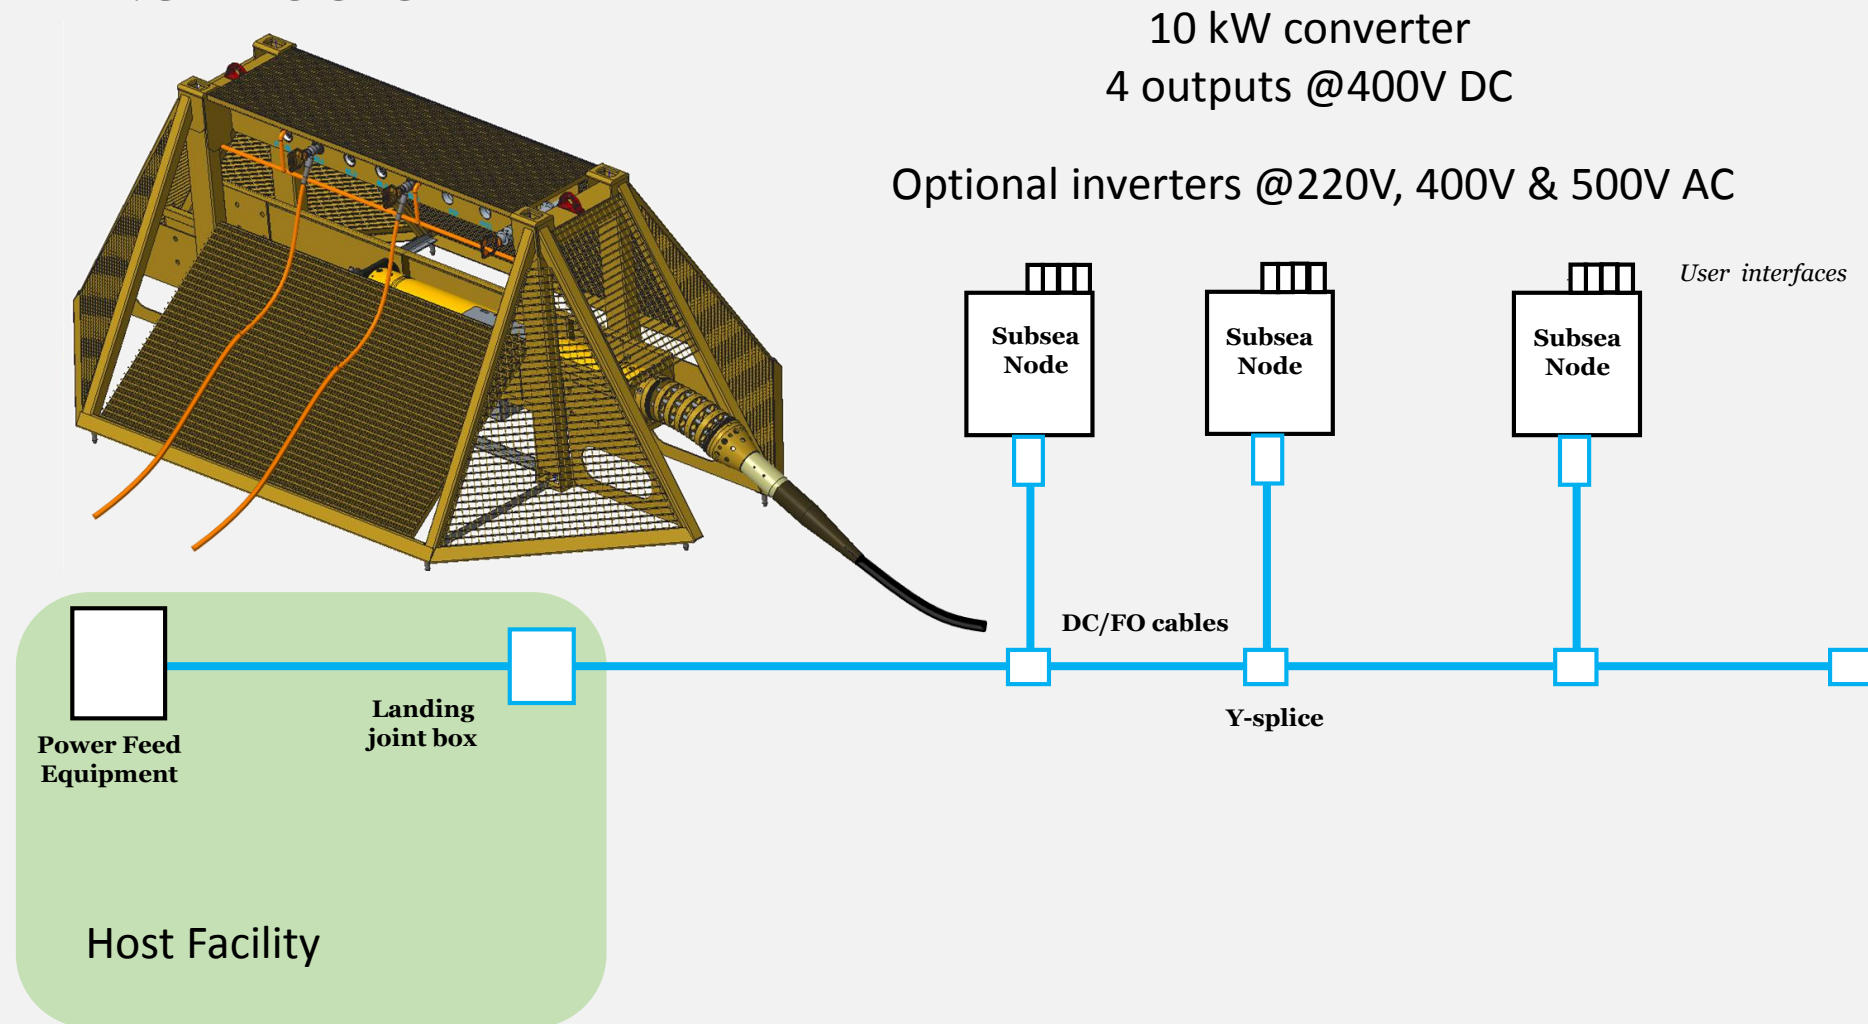 10 kW converter
4 outputs @400V DC
Optional inverters @220V, 400V & 500V AC
User interfaces
Subsea
Node
Subsea
Node
Subsea
Node
DC/FO cables
Y-splice
Landing
joint box
Power Feed
Equipment
Host Facility